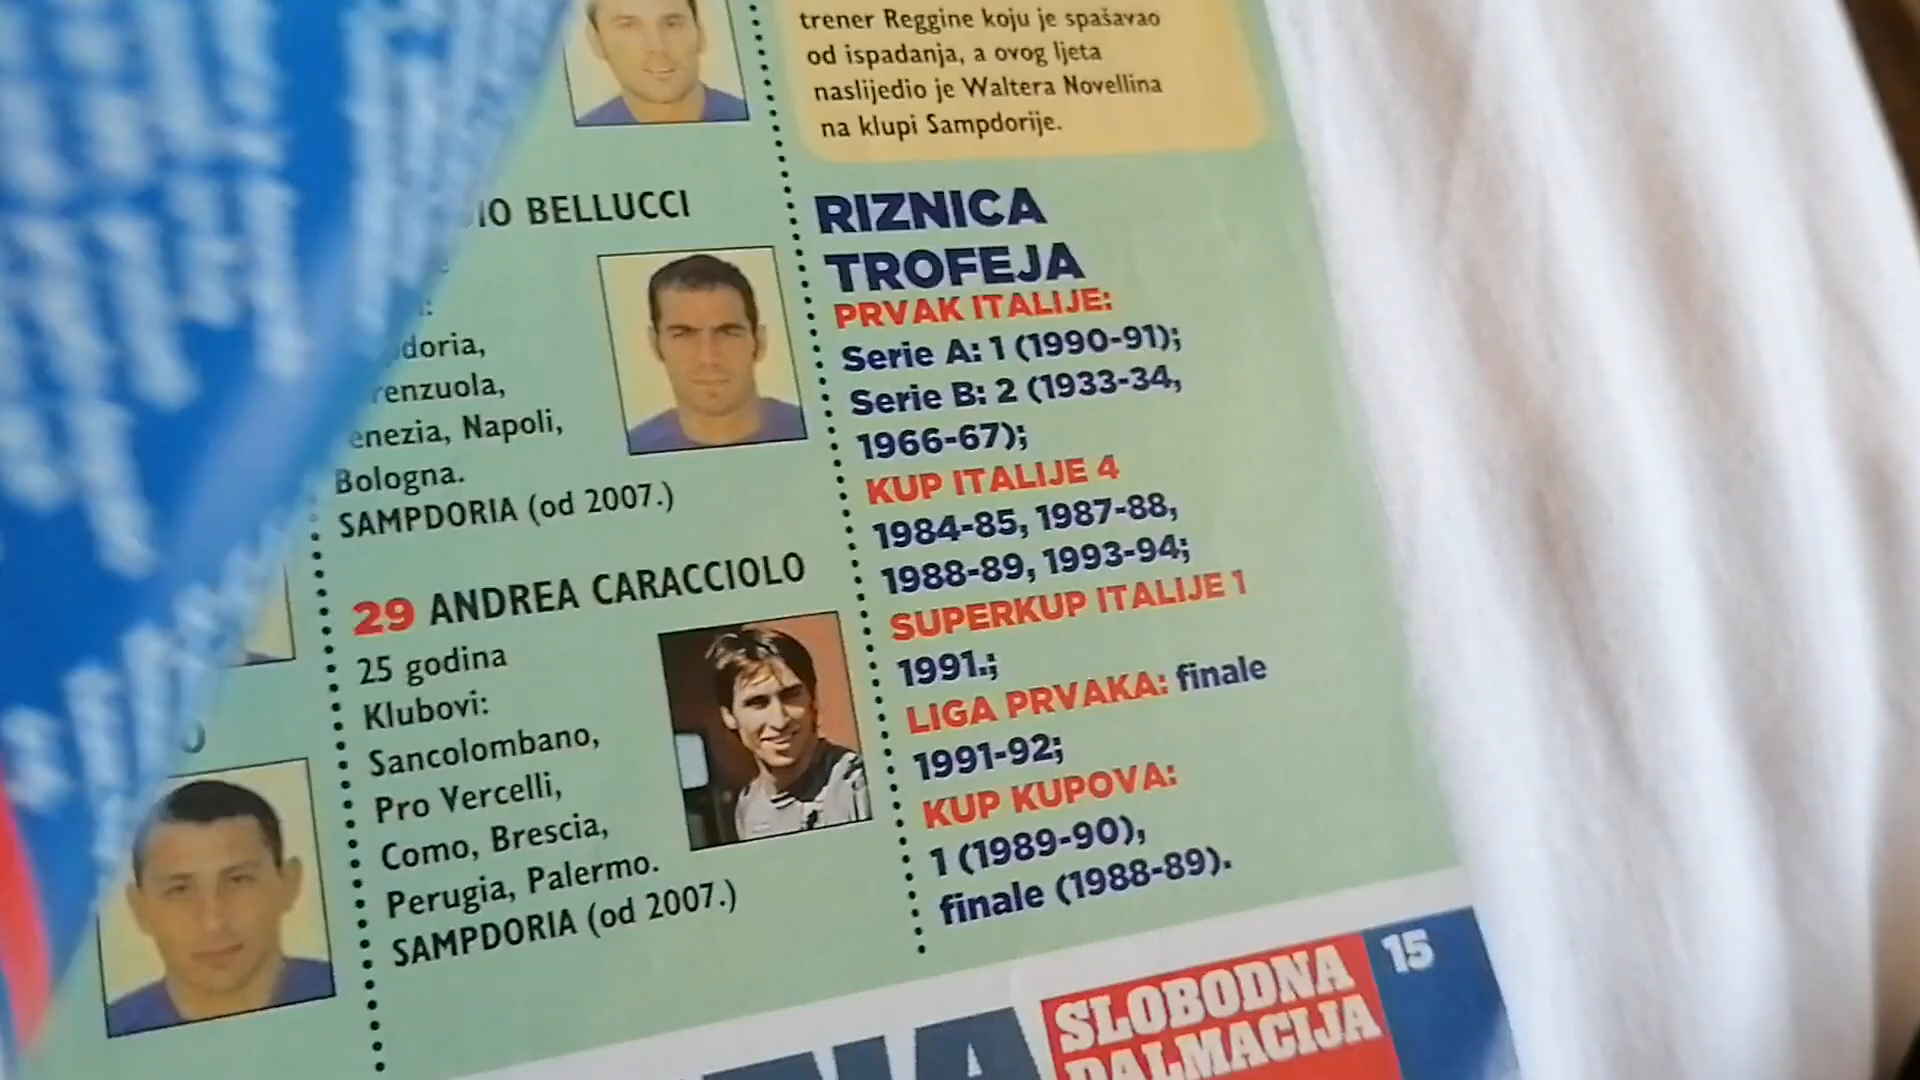 IO BELLUCCI
doria,
renzuola,
enezia, Napoli,
Bologna.
SAMPDORIA (od 2007.)
29 ANDREA CARACCIOLO
25 godina
Klubovi:
Sancolombano,
Pro Vercelli,
Como, Brescia,
Perugia, Palermo.
SAMPDORIA (od 2007.)
trener Reggine koju je spašavao
od ispadanja, a ovog ljeta
naslijedio je Waltera Novellina
na klupi Sampdorije.
RIZNICA
TROFEJA
PRVAK ITALIJE:
Serie A: 1 (1990-91);
Serie B: 2 (1933-34,
1966-67);
KUP ITALIJE 4
1984-85, 1987-88,
1988-89, 1993-94;
SUPERKUP ITALIJE 1
1991.;
LIGA PRVAKA: finale
1991-92;
KUP KUPOVA:
1 (1989-90),
finale (1988-89).
SLOBODNA
DALMACIJA
15